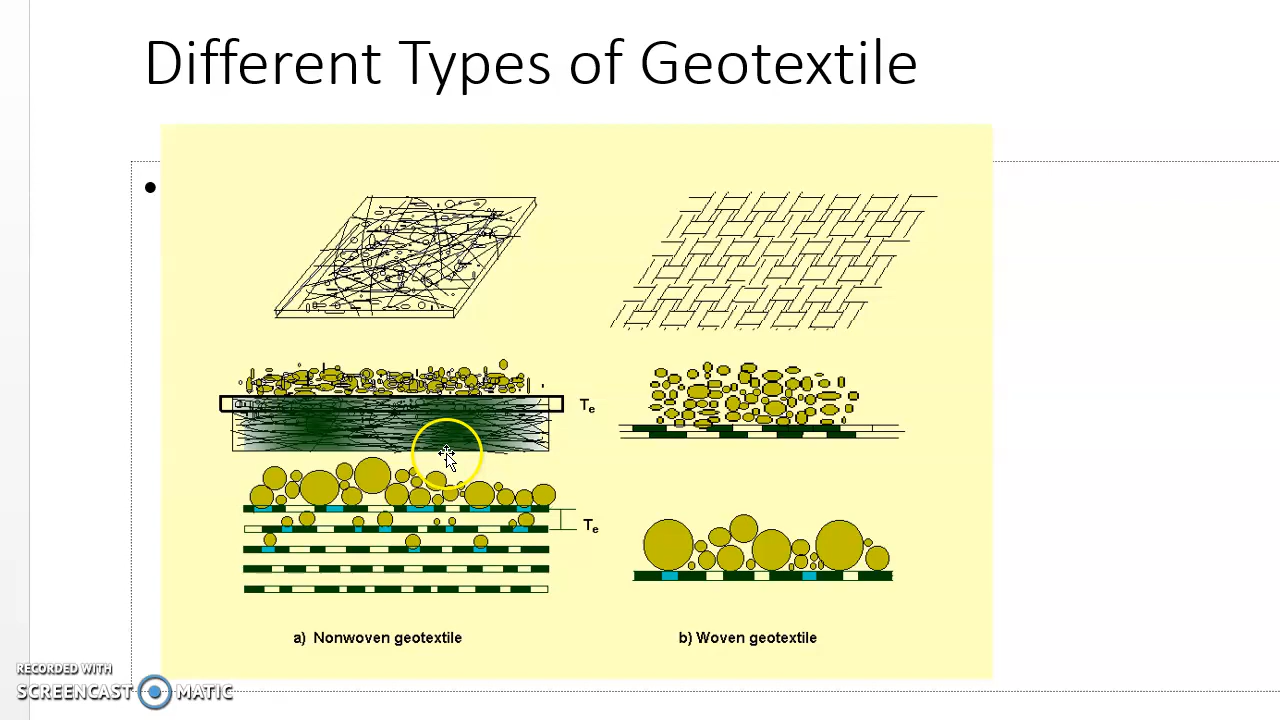 Different Types of Geotextile
Te
Te
a) Nonwoven geotextile
b) Woven geotextile
RECORDED WITH
SCREENCAST MATIC